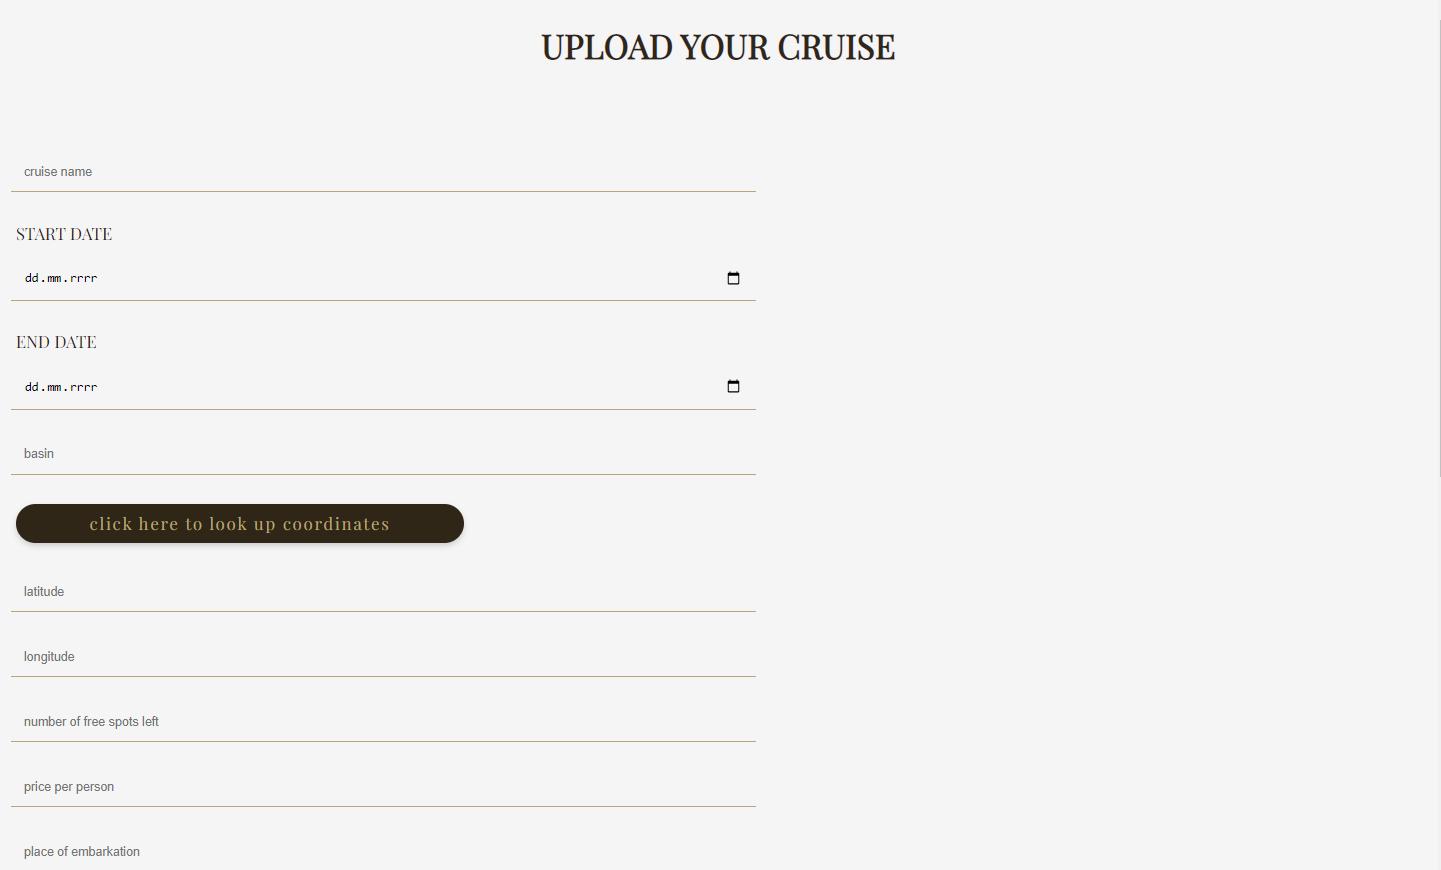 UPLOAD YOUR CRUISE
cruise name
START DATE
dd.mm.rrrr
END DATE
dd.mm.rrrr
basin
click here to look up coordinates
latitude
longitude
number of free spots left
price per person
place of embarkation